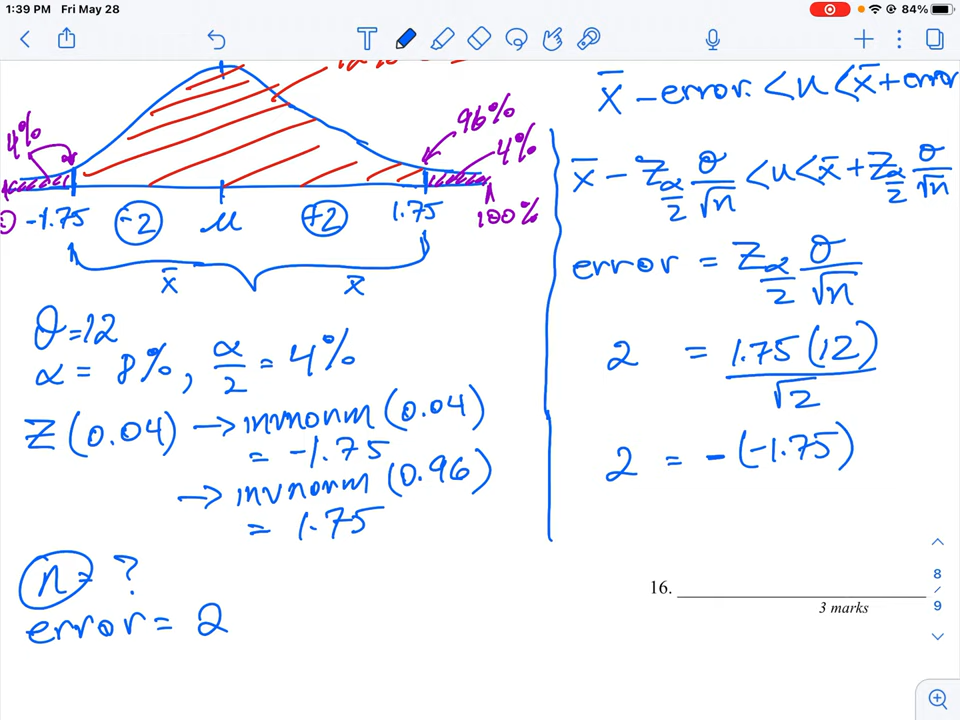 1:39 PM Fri May 28
84%
4%
96%
4%
100%
-1.75 -2 μ +2 1.75
x̄ x̄
θ=12
α = 8%, α/2 = 4%
Z(0.04) → invnorm(0.04)
= -1.75
→ invnorm(0.96)
= 1.75
n = ?
error = 2
x̄ - error < u < x̄ + error
x̄ - Zα/2 θ/√n < u < x̄ + Zα/2 θ/√n
error = Zα/2 θ/√n
2 = 1.75(12)/√2
2 = -(-1.75)
16. ____________________
3 marks
8
/
9